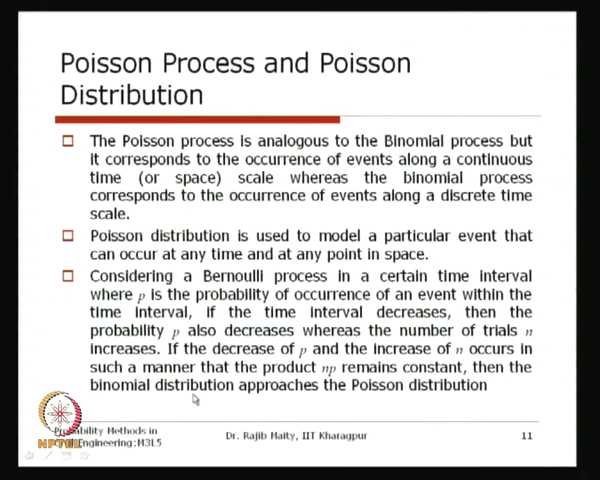 Poisson Process and Poisson
Distribution
The Poisson process is analogous to the Binomial process but
it corresponds to the occurrence of events along a continuous
time (or space) scale whereas the binomial process
corresponds to the occurrence of events along a discrete time
scale.
Poisson distribution is used to model a particular event that
can occur at any time and at any point in space.
Considering a Bernoulli process in a certain time interval
where p is the probability of occurrence of an event within the
time interval, if the time interval decreases, then the
probability p also decreases whereas the number of trials n
increases. If the decrease of p and the increase of n occurs in
such a manner that the product np remains constant, then the
binomial distribution approaches the Poisson distribution
Probability Methods in
Engineering:M3L5
NPTEL
Dr. Rajib Maity, IIT Kharagpur
11